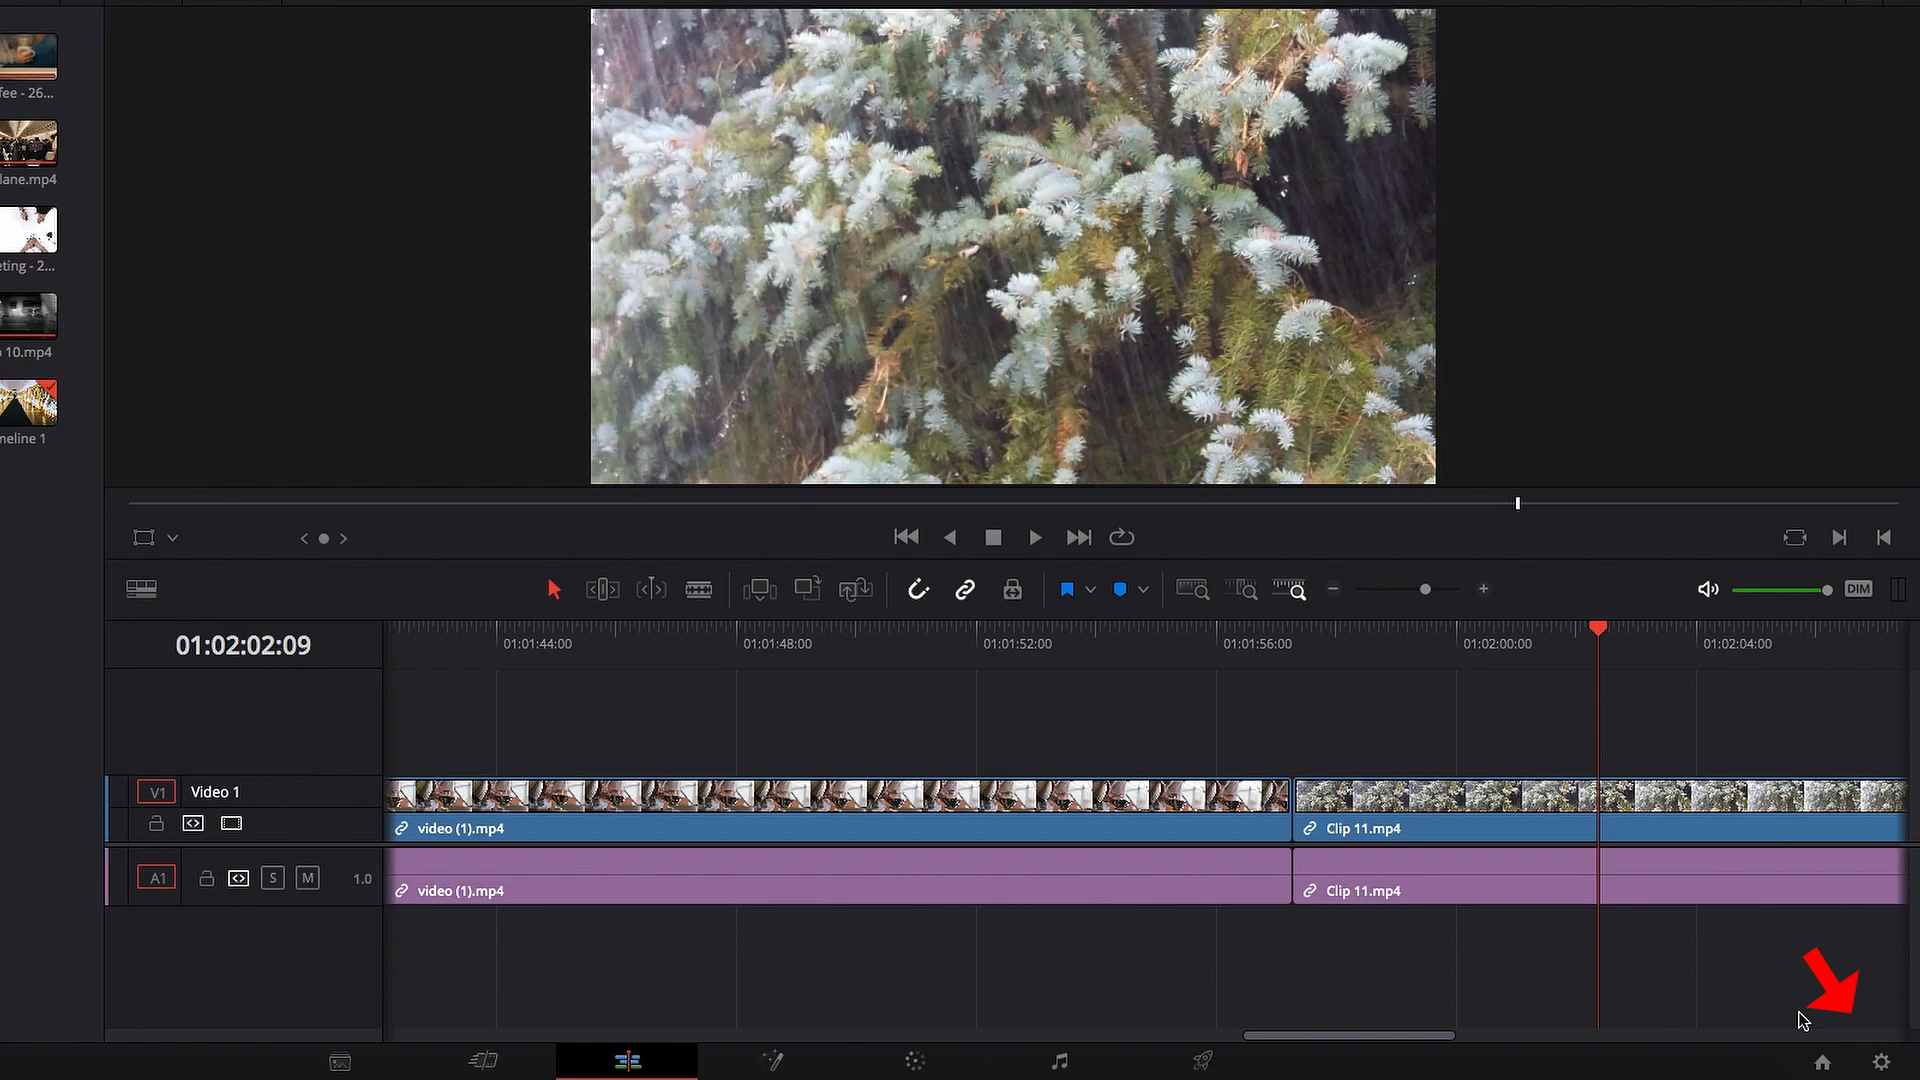 fee - 26...
lane.mp4
eting - 2...
o 10.mp4
meline 1
DIM
01:02:02:09
01:01:44:00
01:01:48:00
01:01:52:00
01:01:56:00
01:02:00:00
01:02:04:00
V1
Video 1
video (1).mp4
Clip 11.mp4
A1
S
M
1.0
video (1).mp4
Clip 11.mp4